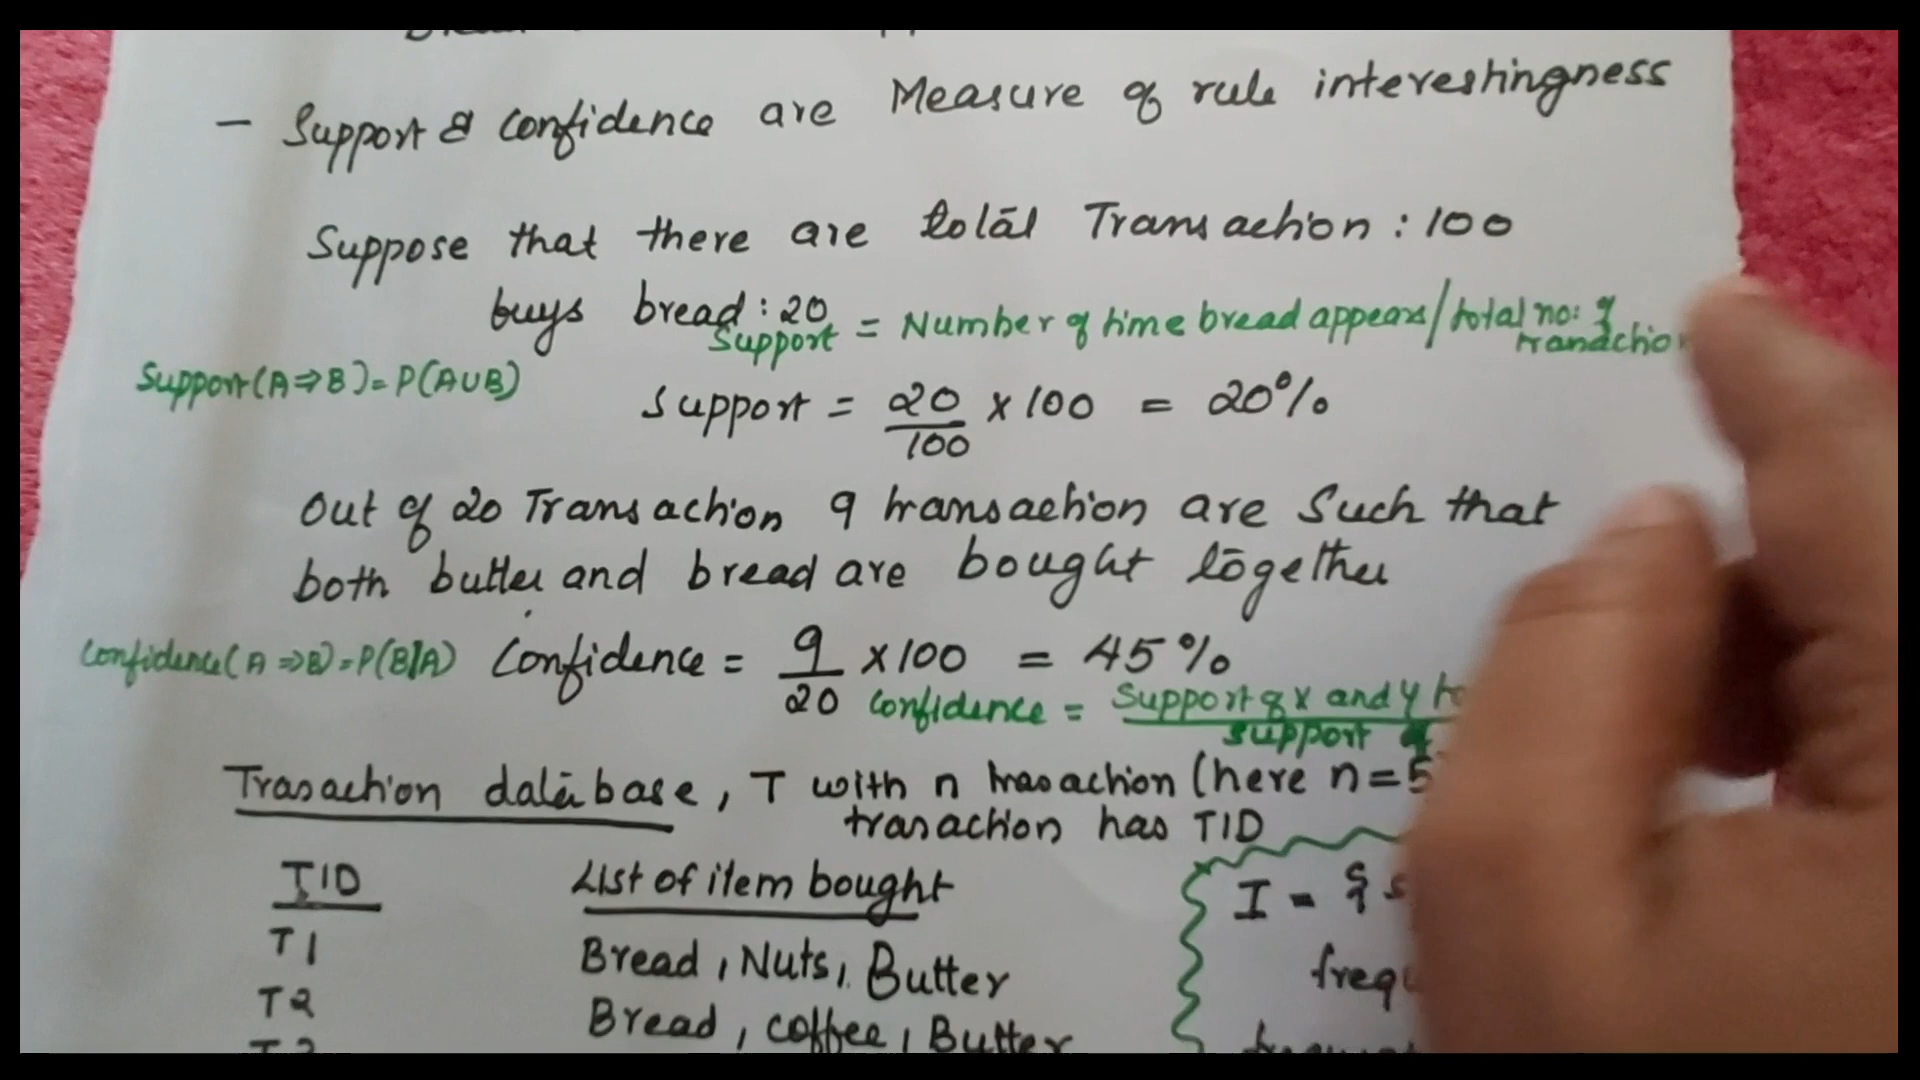 - Support & Confidence are Measure of rule interestingness
Suppose that there are total Transaction : 100
buys bread : 20
Support = Number of time bread appears/total no: of
Support(A⇒B)=P(A∪B)
Support = 20/100 × 100 = 20%
Out of 20 Transaction 9 transaction are Such that
both butter and bread are bought together
Confidence(A⇒B)=P(B|A)
Confidence = 9/20 × 100 = 45%
Confidence = Support of X and Y
support
Trasaction database, T with n trasaction (here n=5
trasaction has TID
TID List of item bought
T1 Bread, Nuts, Butter
T2 Bread, coffee, Butter
I = {